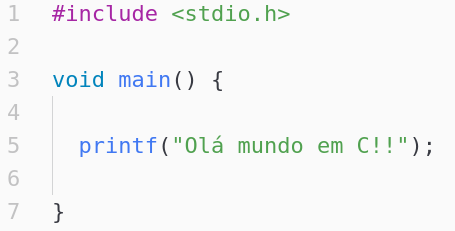 1 #include <stdio.h>
2
3 void main() {
4
5   printf("Olá mundo em C!!");
6
7 }